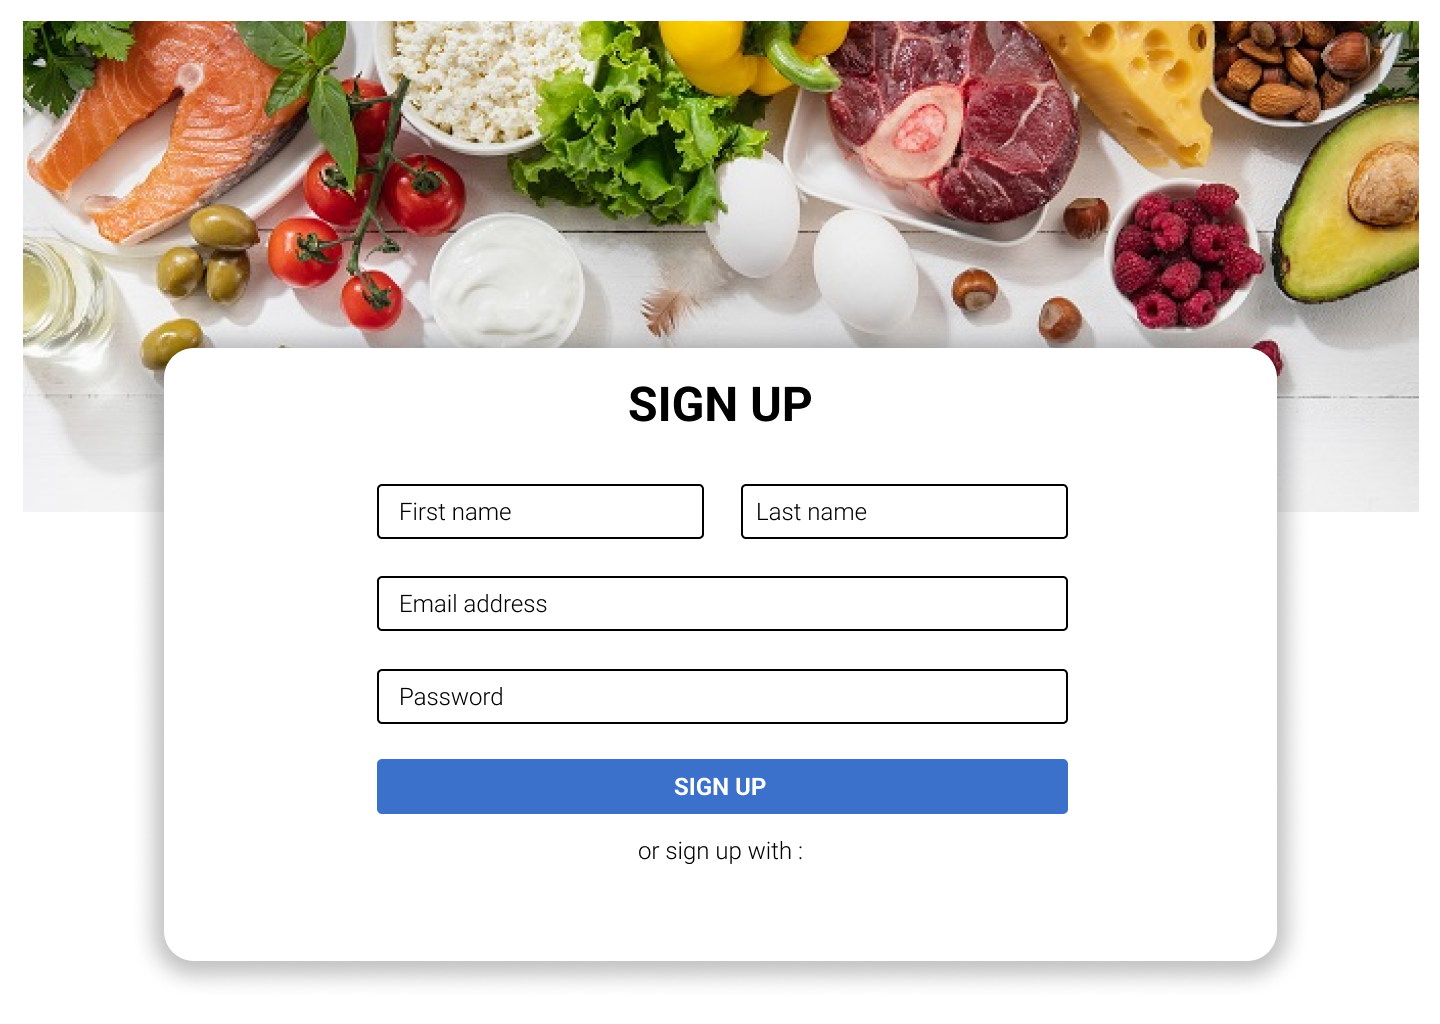 SIGN UP
First name
Last name
Email address
Password
SIGN UP
or sign up with :